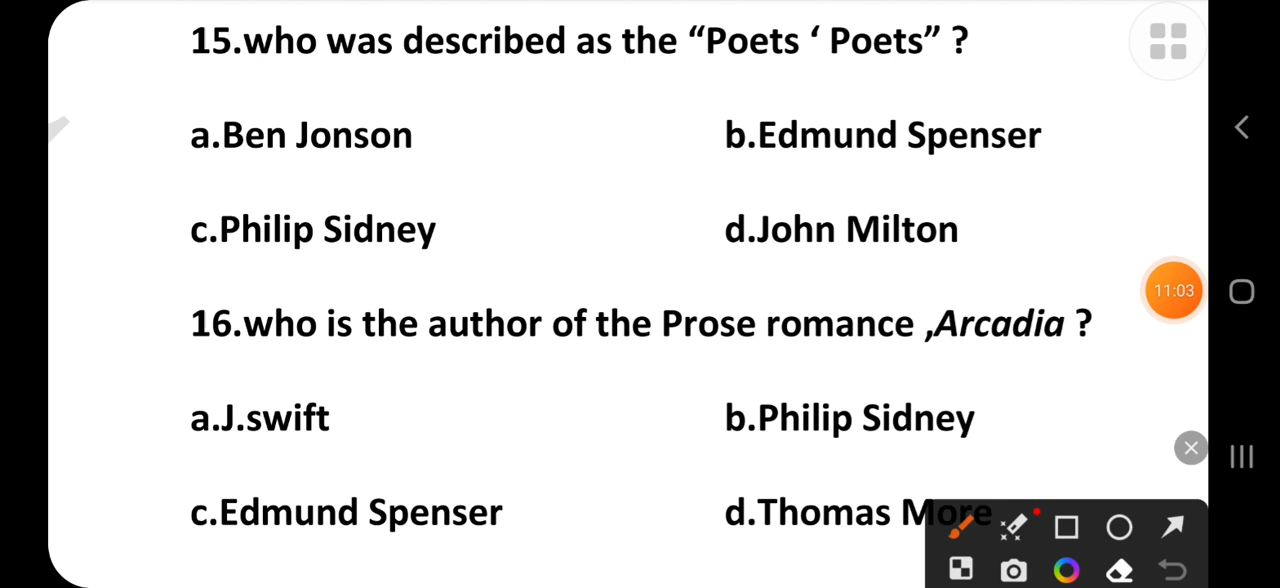 15.who was described as the “Poets ‘ Poets” ?
a.Ben Jonson b.Edmund Spenser
c.Philip Sidney d.John Milton
11:03
16.who is the author of the Prose romance ,Arcadia ?
a.J.swift b.Philip Sidney
c.Edmund Spenser d.Thomas More